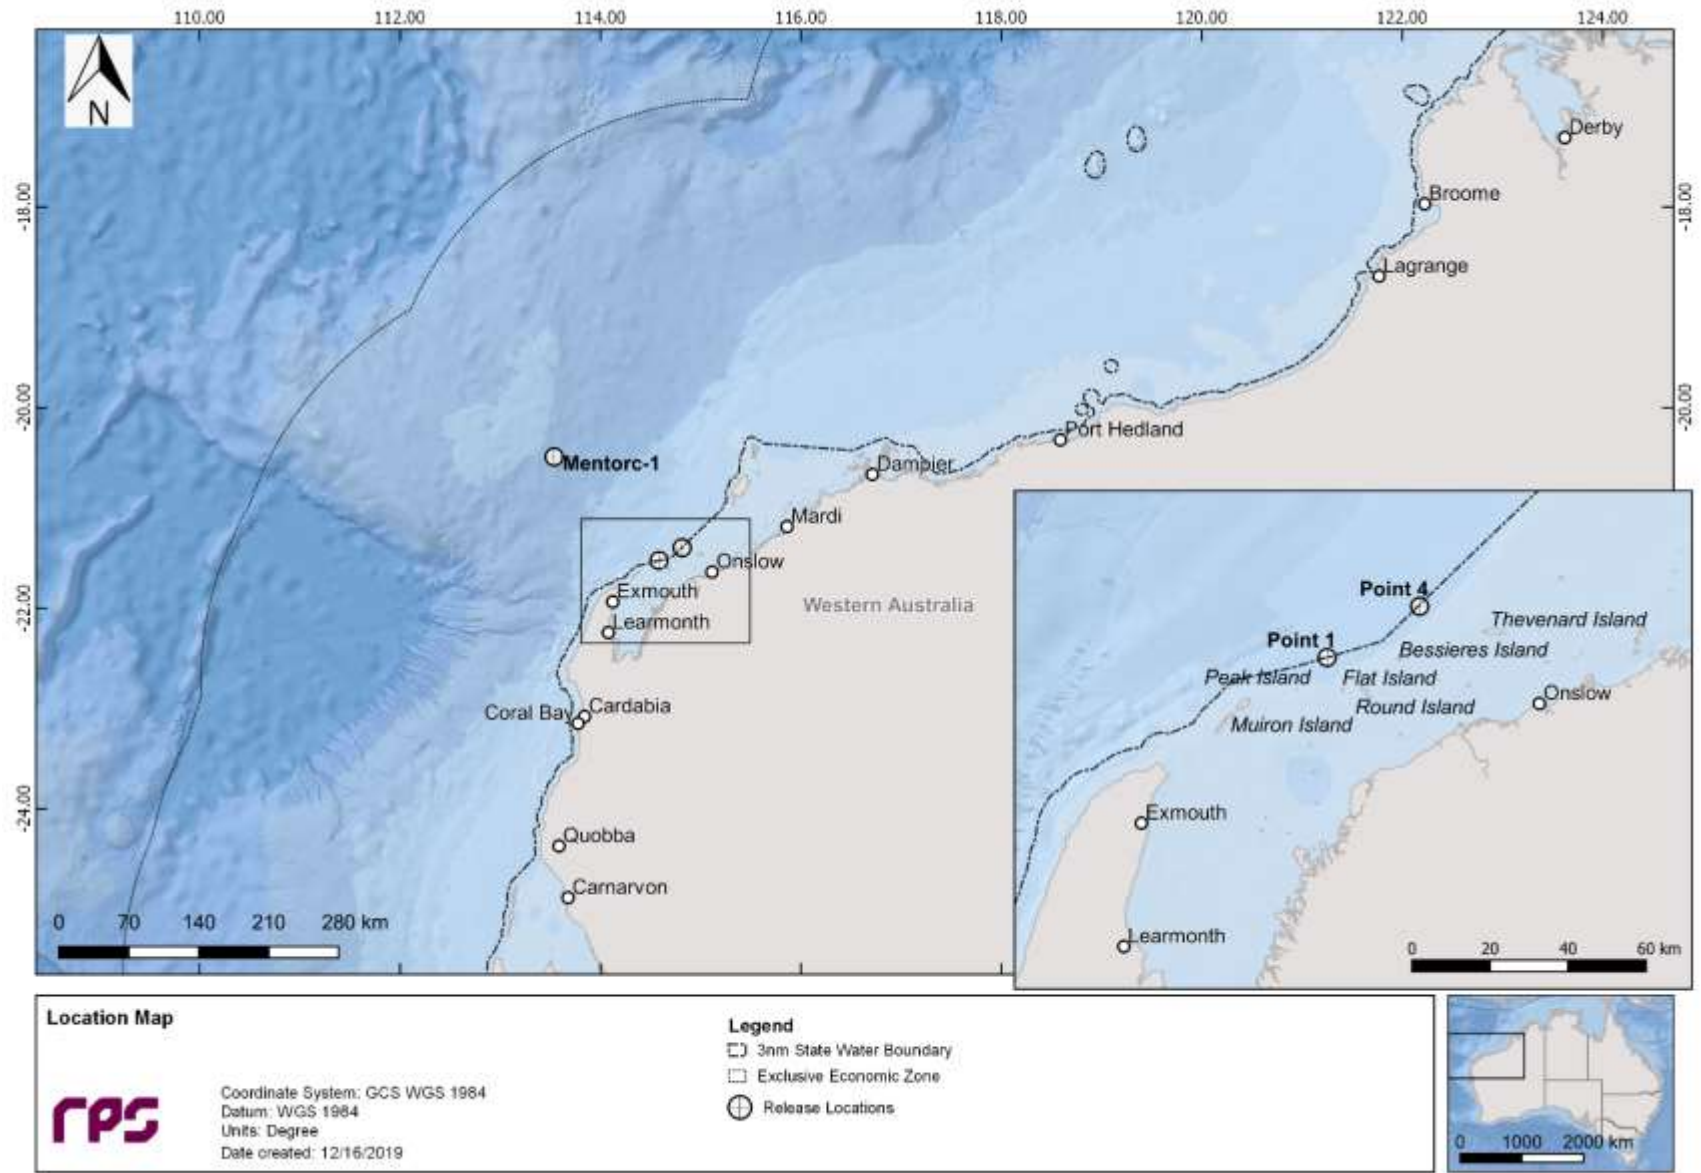 110.00 112.00 114.00 116.00 118.00 120.00 122.00 124.00
N
Derby
-18.00
Broome
-18.00
Lagrange
-20.00
-20.00
Port Hedland
Mentorc-1
Dampier
Mardi
Onslow
Exmouth
Western Australia
-22.00
Learmonth
Coral Bay
Cardabia
-24.00
Quobba
Carnarvon
0 70 140 210 280 km
Point 4
Thevenard Island
Point 1
Bessieres Island
Peak Island
Flat Island
Onslow
Round Island
Muiron Island
Exmouth
Learmonth
0 20 40 60 km
Location Map
rps
Coordinate System: GCS WGS 1984
Datum: WGS 1984
Units: Degree
Date created: 12/16/2019
Legend
3nm State Water Boundary
Exclusive Economic Zone
Release Locations
0 1000 2000 km